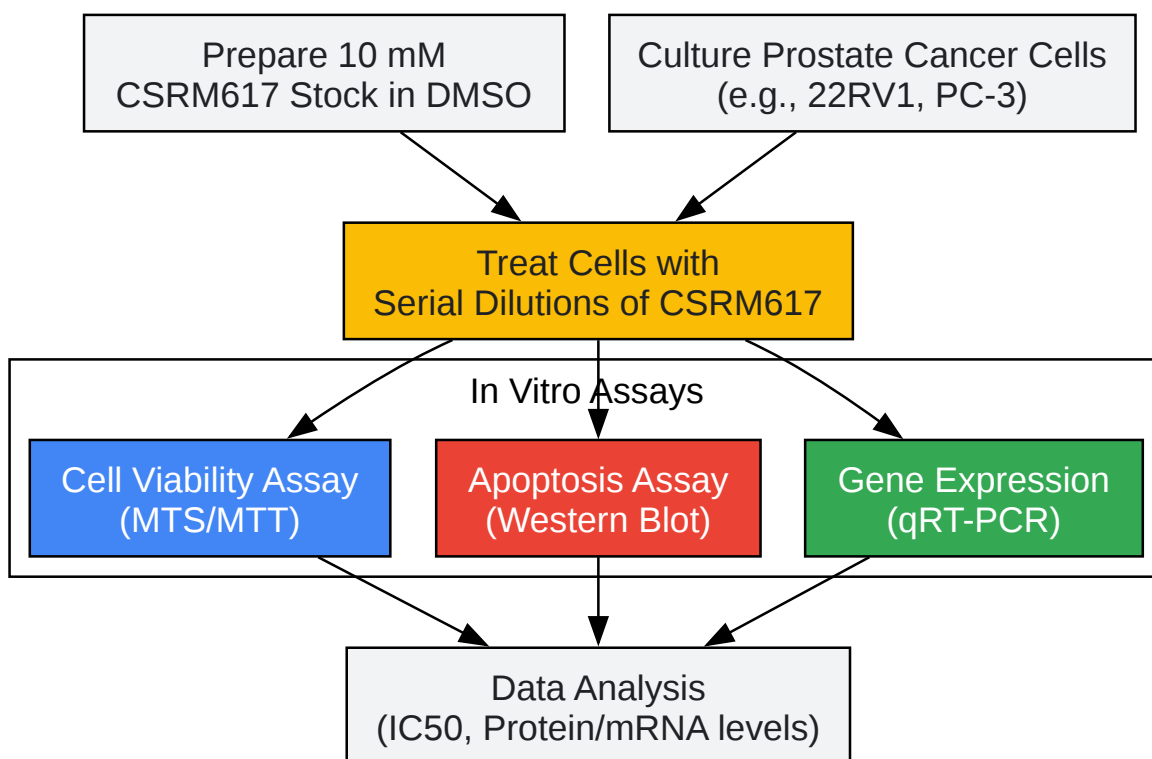 Prepare 10 mM
CSRM617 Stock in DMSO
Culture Prostate Cancer Cells
(e.g., 22RV1, PC-3)
Treat Cells with
Serial Dilutions of CSRM617
In Vitro Assays
Cell Viability Assay
(MTS/MTT)
Apoptosis Assay
(Western Blot)
Gene Expression
(qRT-PCR)
Data Analysis
(IC50, Protein/mRNA levels)